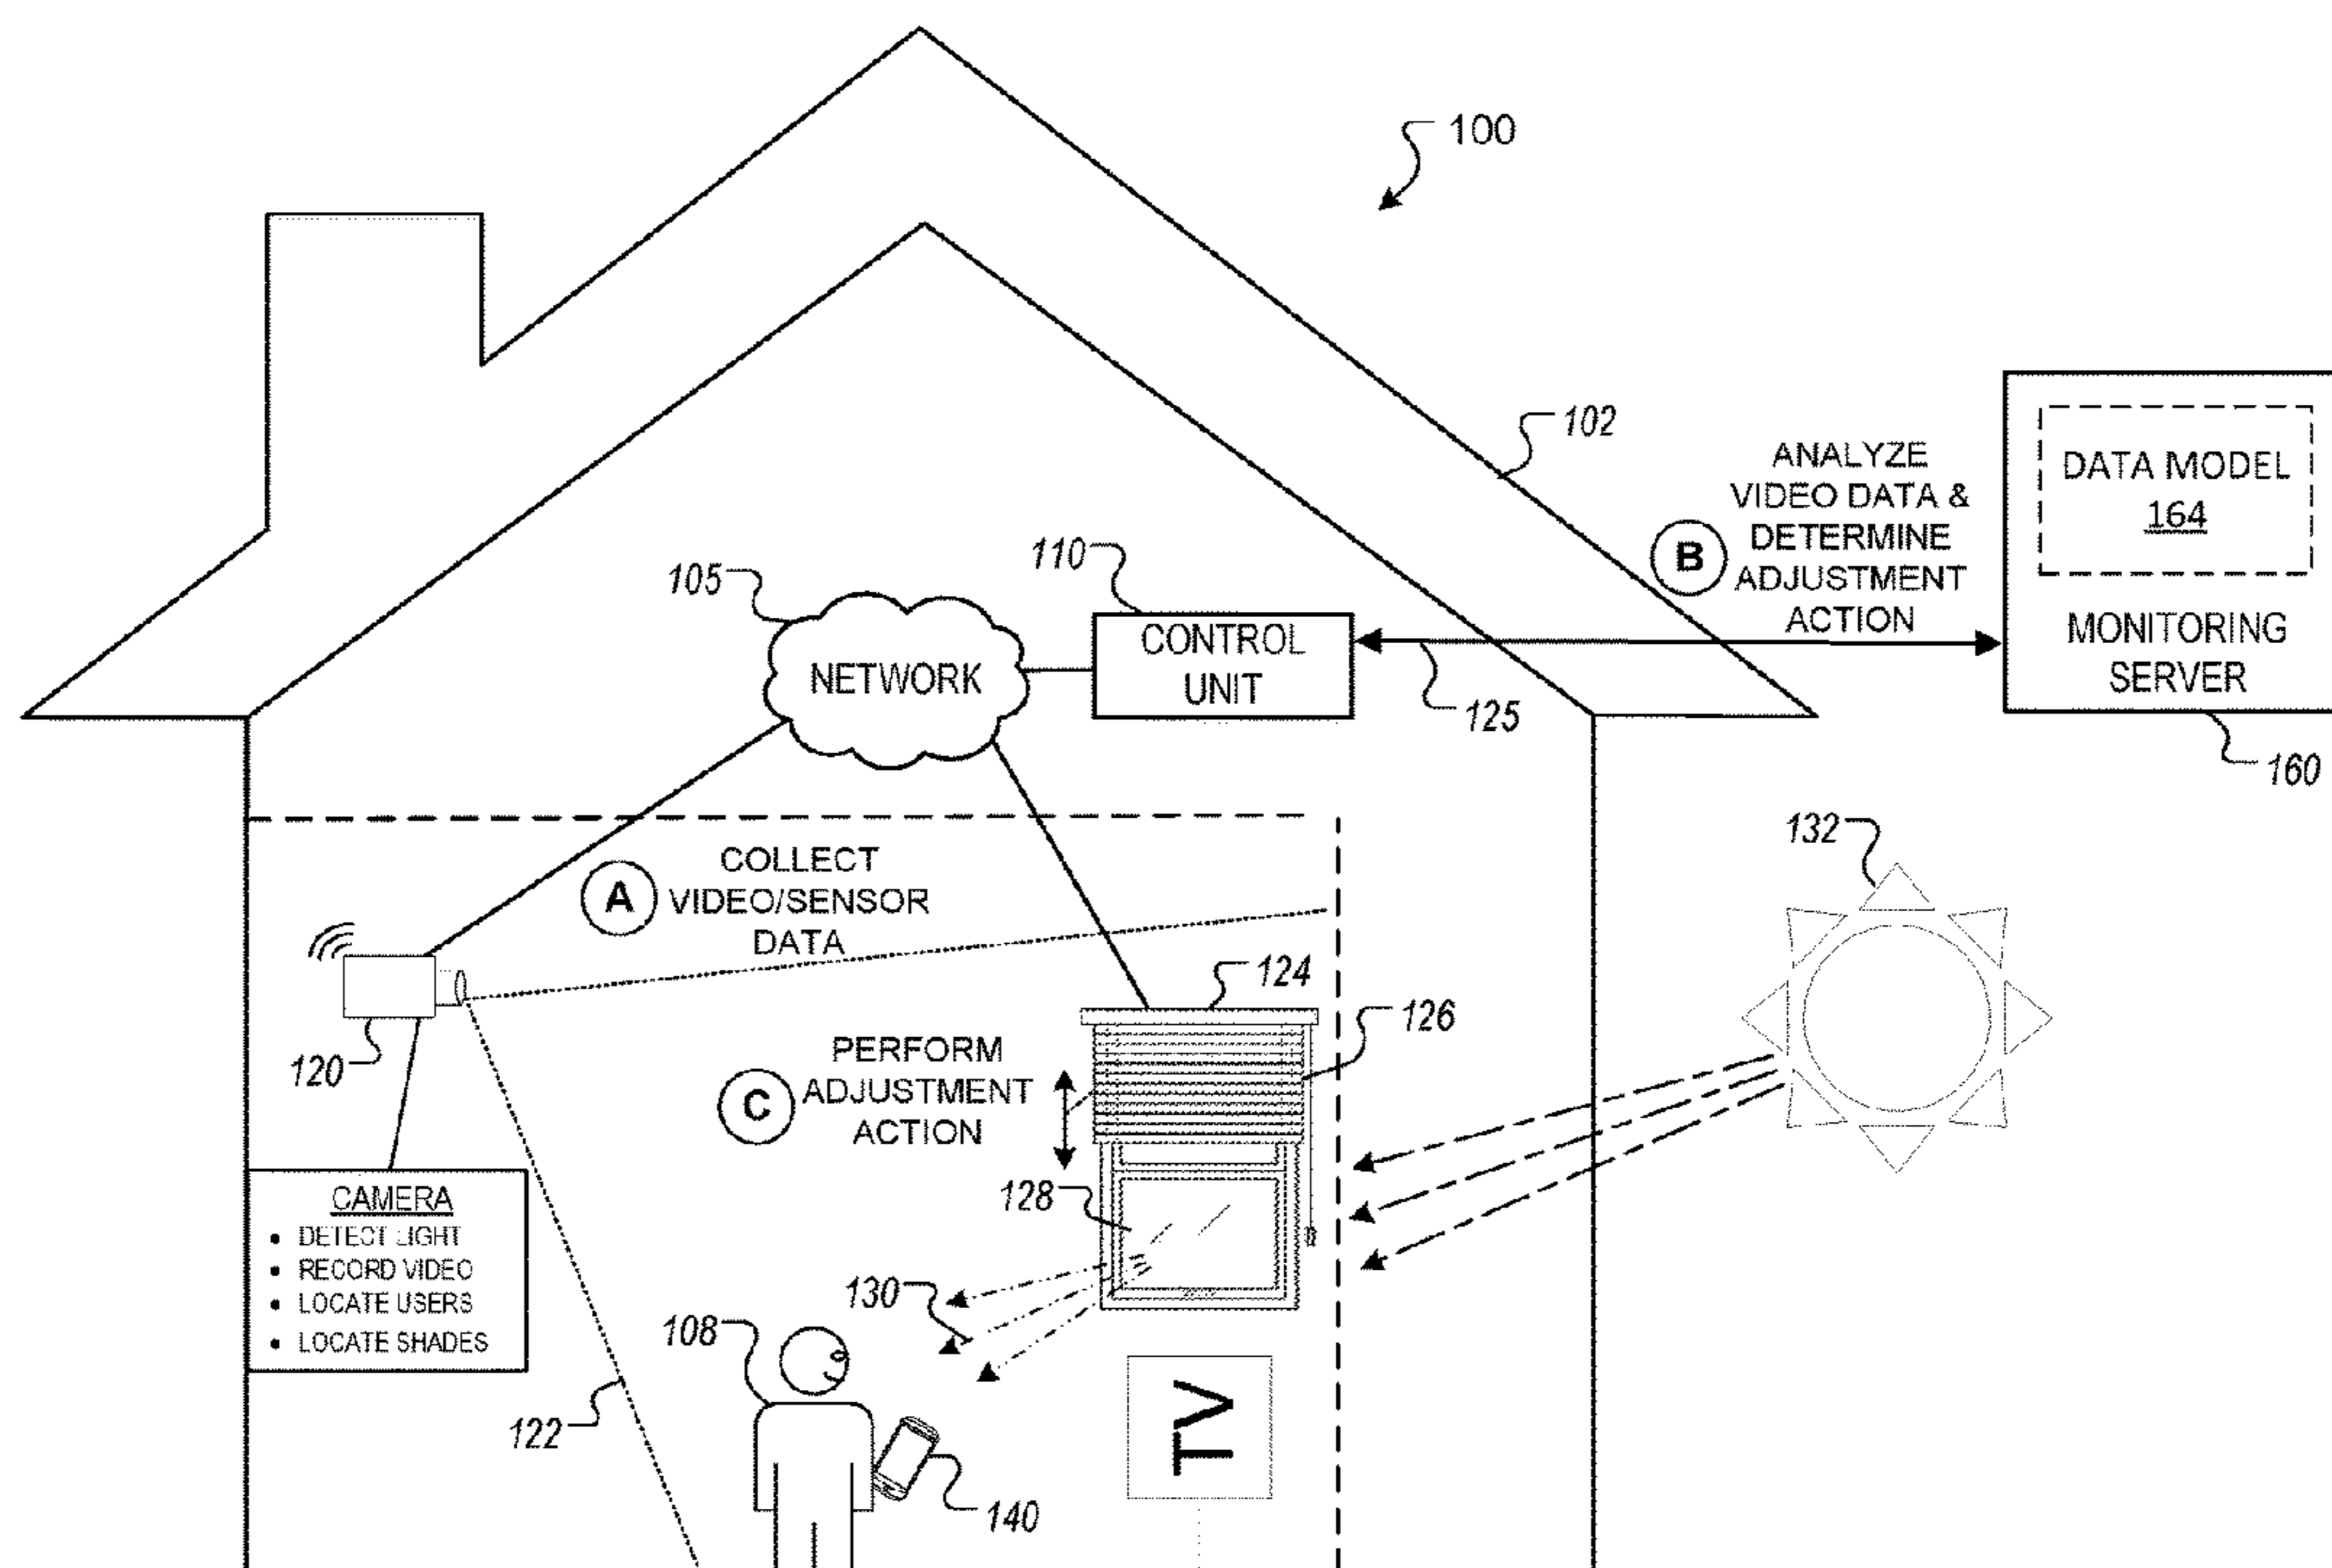 100
102
ANALYZE
VIDEO DATA &
DETERMINE
ADJUSTMENT
ACTION
B
DATA MODEL
164
MONITORING
SERVER
160
105
NETWORK
110
CONTROL
UNIT
125
A
COLLECT
VIDEO/SENSOR
DATA
132
120
124
126
C
PERFORM
ADJUSTMENT
ACTION
CAMERA
• DETECT LIGHT
• RECORD VIDEO
• LOCATE USERS
• LOCATE SHADES
128
130
108
122
140
TV